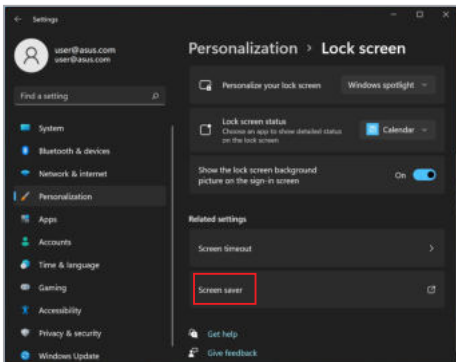 Settings
user@asus.com
user@asus.com
Find a setting
System
Bluetooth & devices
Network & internet
Personalization
Apps
Accounts
Time & language
Gaming
Accessibility
Privacy & security
Windows Update
Personalization › Lock screen
Personalize your lock screen
Windows spotlight
Lock screen status
Choose an app to show detailed status
on the lock screen
Calendar
Show the lock screen background
picture on the sign-in screen
On
Related settings
Screen timeout
Screen saver
Get help
Give feedback